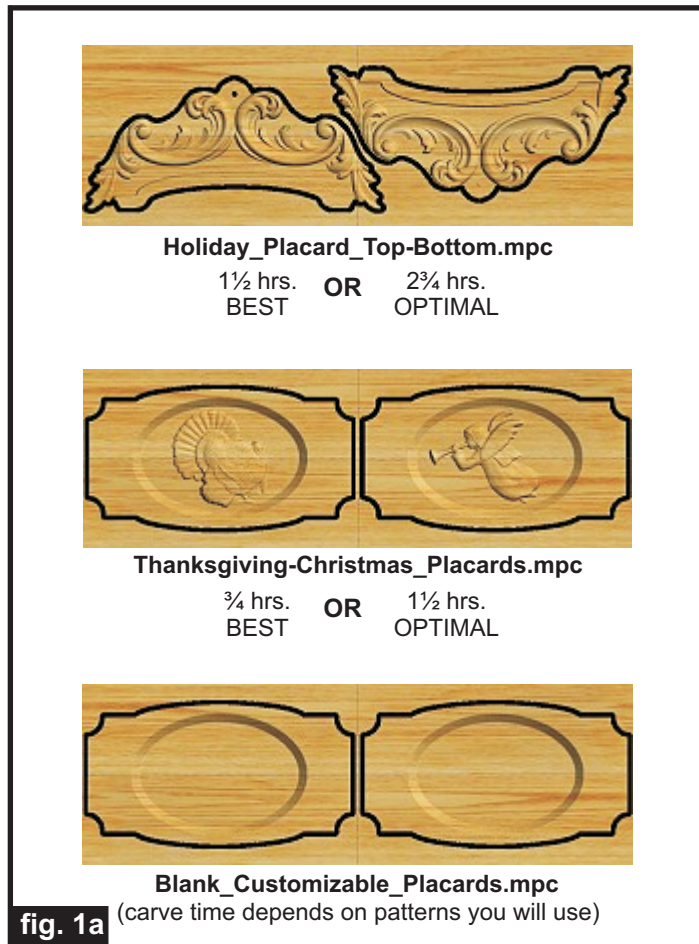 Holiday_Placard_Top-Bottom.mpc
1½ hrs. OR 2¾ hrs.
BEST OPTIMAL
Thanksgiving-Christmas_Placards.mpc
¾ hrs. OR 1½ hrs.
BEST OPTIMAL
Blank_Customizable_Placards.mpc
(carve time depends on patterns you will use)
fig. 1a